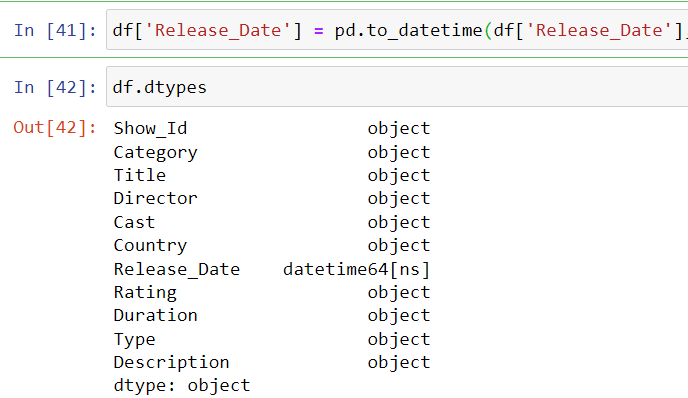 In [41]: df['Release_Date'] = pd.to_datetime(df['Release_Date']
In [42]: df.dtypes
Out[42]: Show_Id                  object
Category                 object
Title                    object
Director                 object
Cast                     object
Country                  object
Release_Date    datetime64[ns]
Rating                   object
Duration                 object
Type                     object
Description              object
dtype: object